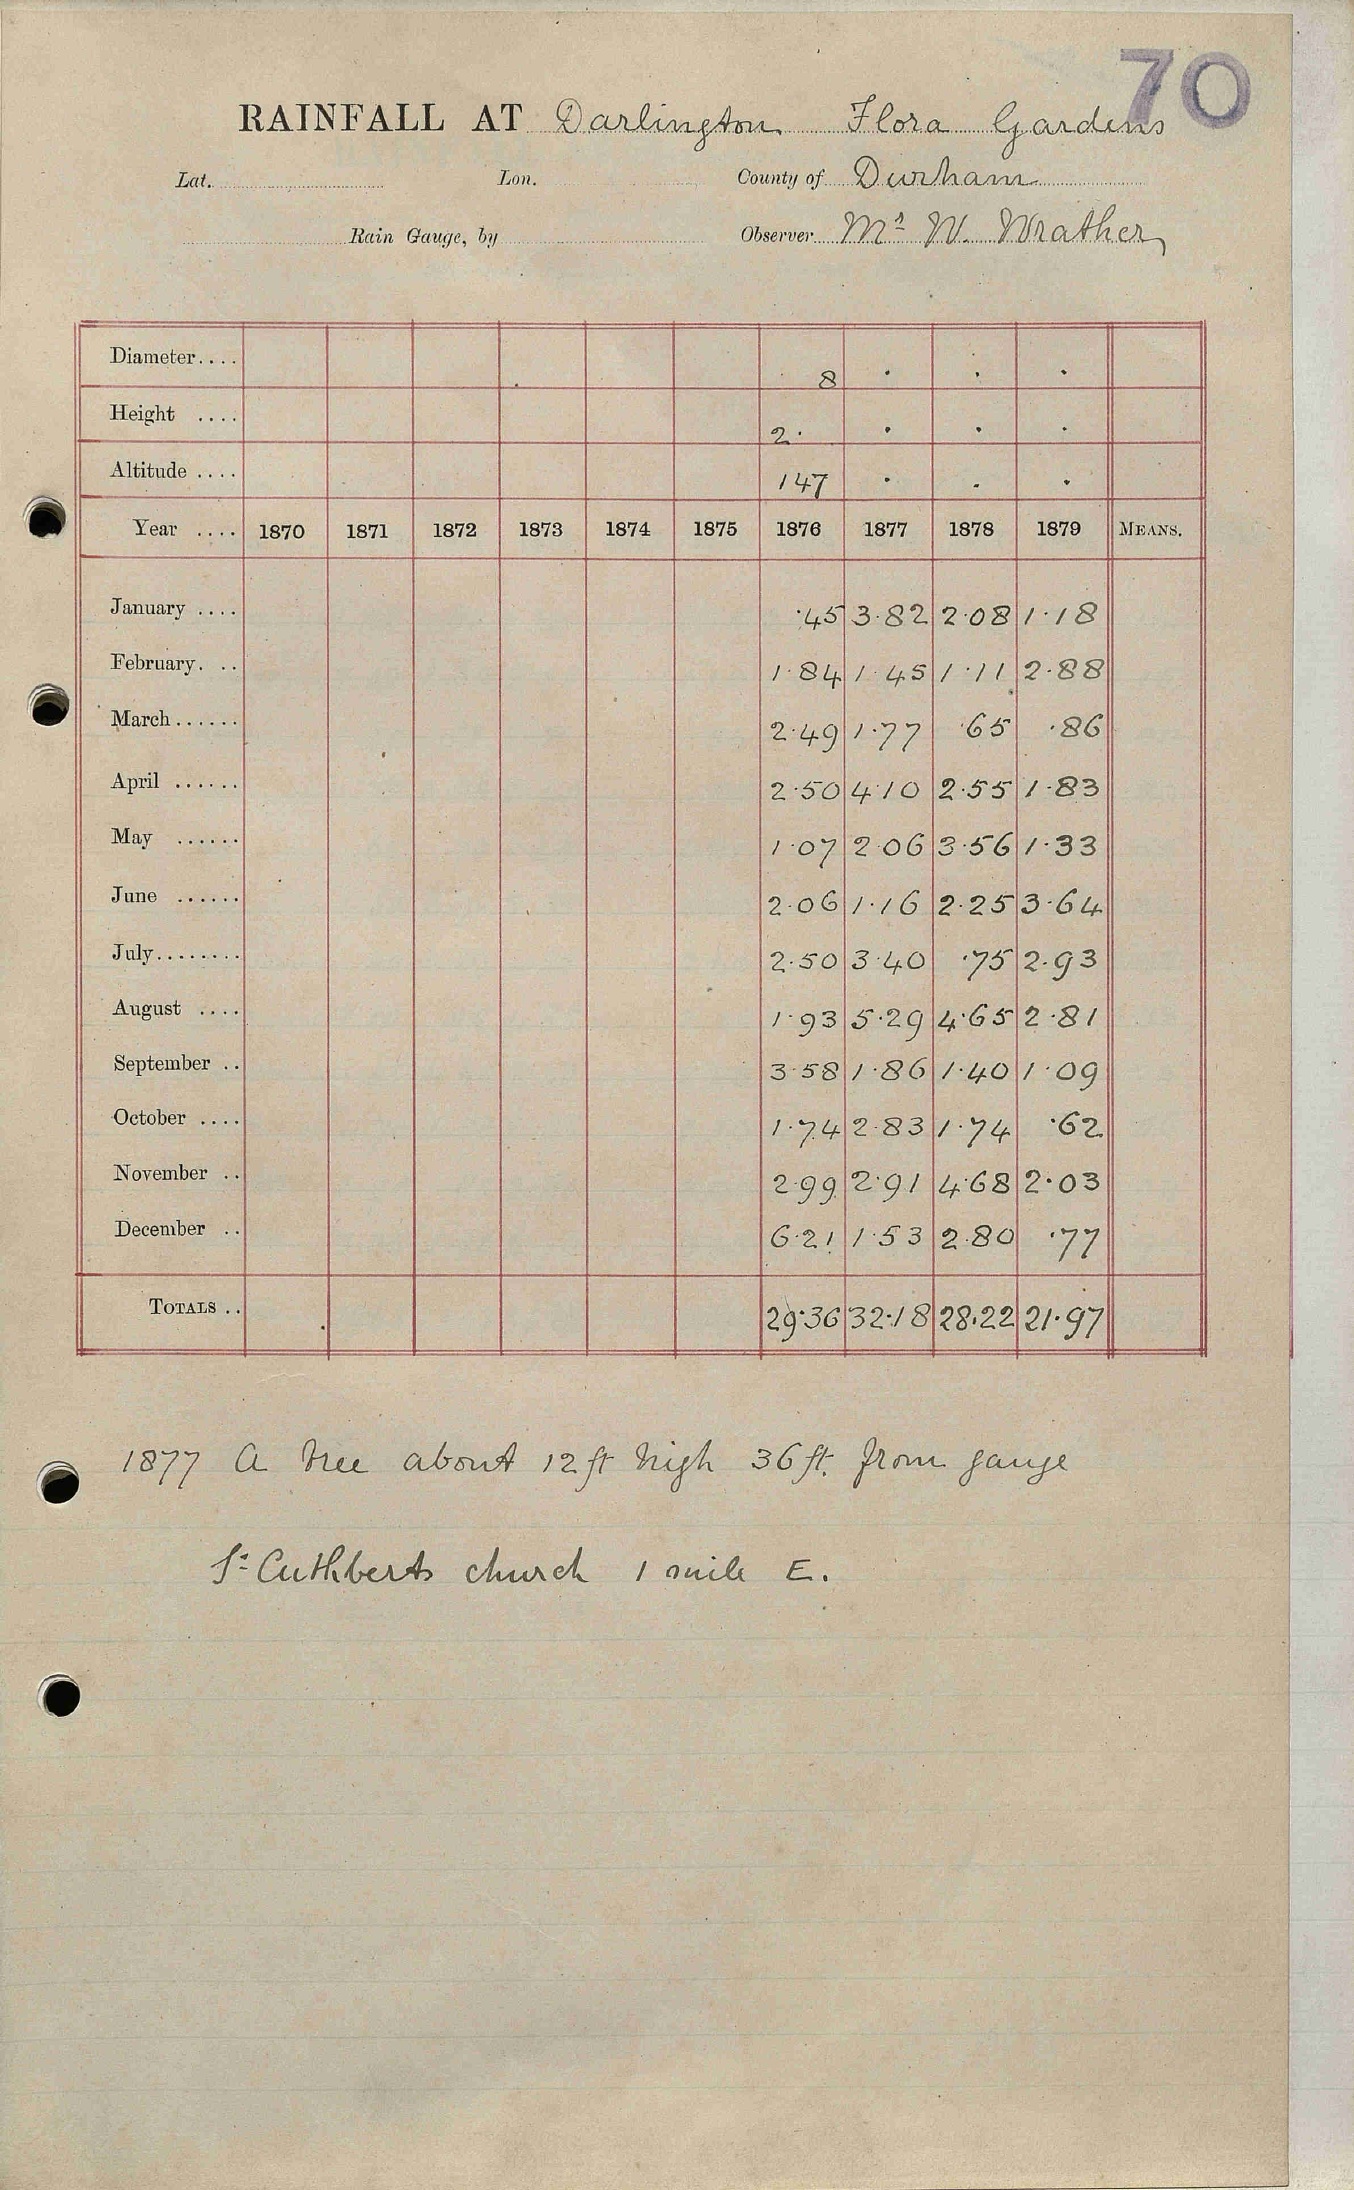 70
RAINFALL AT Darlington Flora Gardens
Lat. Lon. County of Durham
Rain Gauge, by Observer Mr W. Wrather
Diameter.... 8 · · ·
Height .... 2· · · ·
Altitude .... 147 · · ·
Year .... 1870 1871 1872 1873 1874 1875 1876 1877 1878 1879 MEANS.
January .... ·45 3·82 2·08 1·18
February. .. 1·84 1·45 1·11 2·88
March...... 2·49 1·77 ·65 ·86
April ...... 2·50 4·10 2·55 1·83
May ...... 1·07 2·06 3·56 1·33
June ...... 2·06 1·16 2·25 3·64
July........ 2·50 3·40 ·75 2·93
August .... 1·93 5·29 4·65 2·81
September .. 3·58 1·86 1·40 1·09
October .... 1·74 2·83 1·74 ·62
November .. 2·99 2·91 4·68 2·03
December .. 6·21 1·53 2·80 ·77
TOTALS .. 29·36 32·18 28·22 21·97
1877 A tree about 12 ft high 36 ft. from gauge
St Cuthberts church 1 mile E.